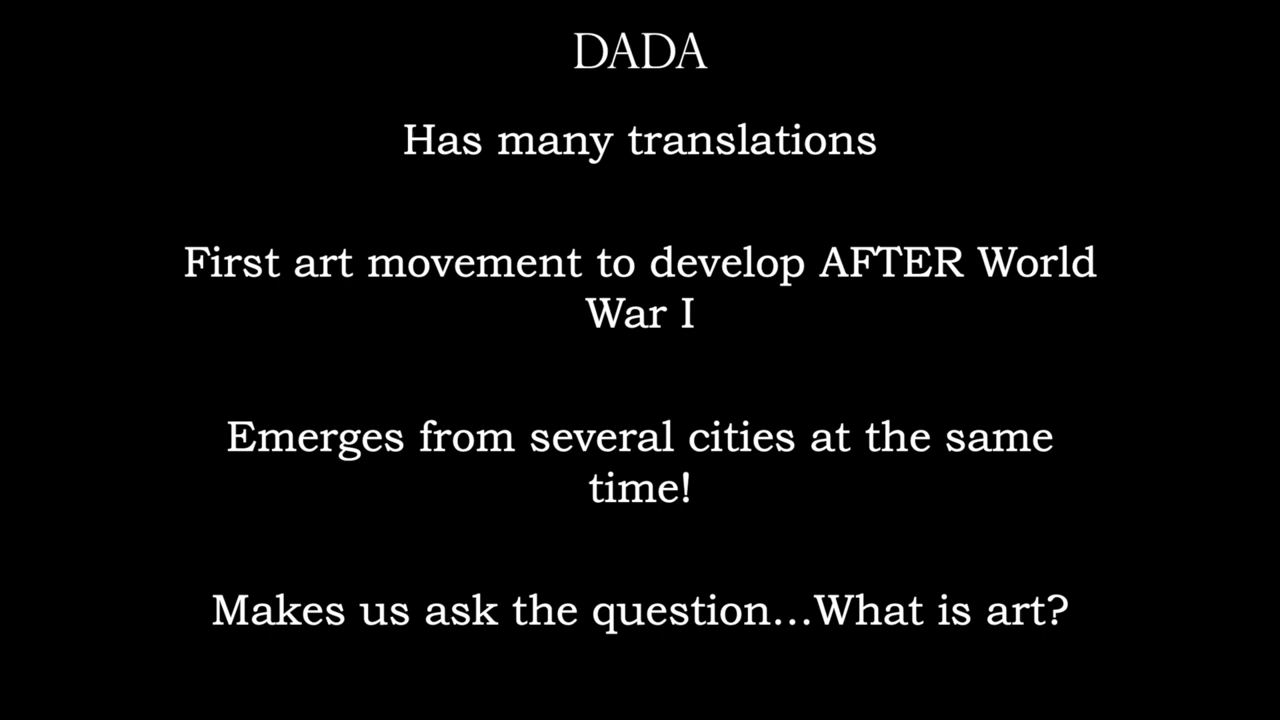 DADA
Has many translations
First art movement to develop AFTER World
War I
Emerges from several cities at the same
time!
Makes us ask the question...What is art?